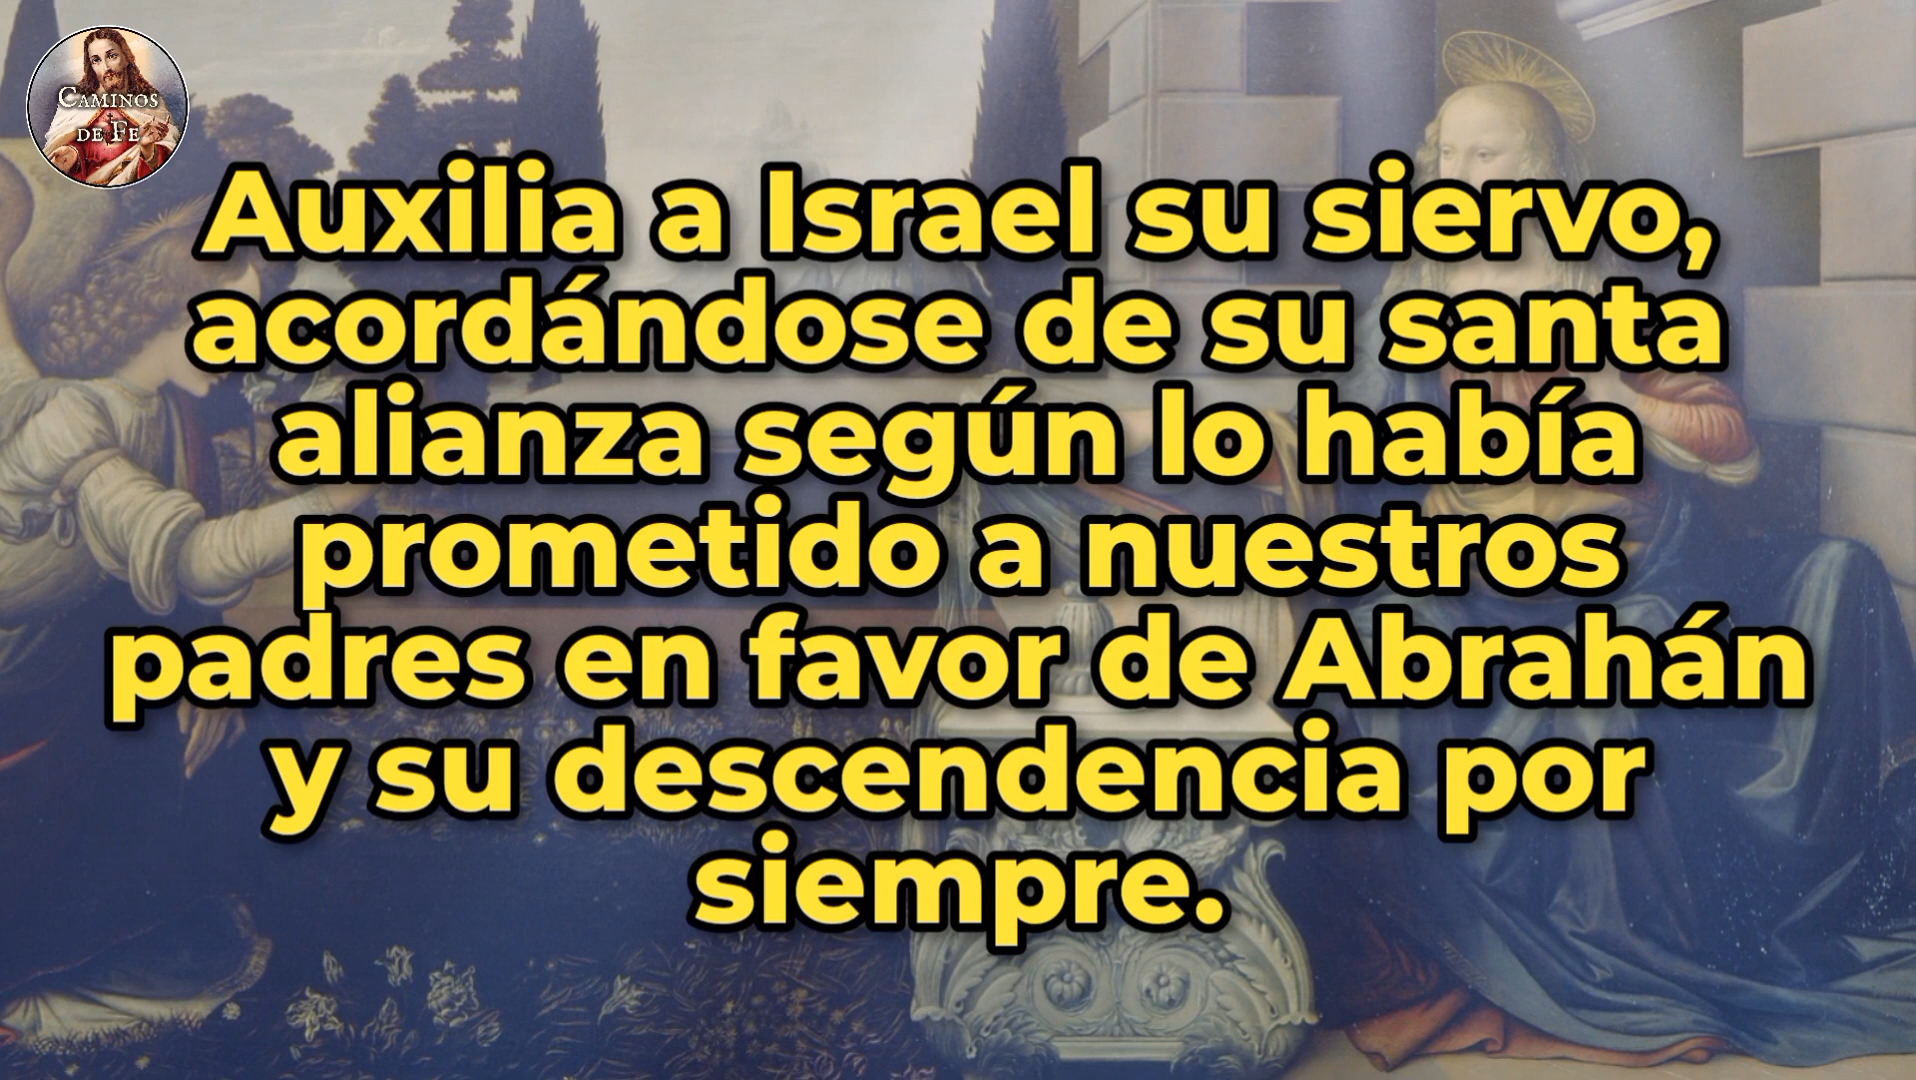 CAMINOS
DE FE
Auxilia a Israel su siervo,
acordándose de su santa
alianza según lo había
prometido a nuestros
padres en favor de Abrahán
y su descendencia por
siempre.